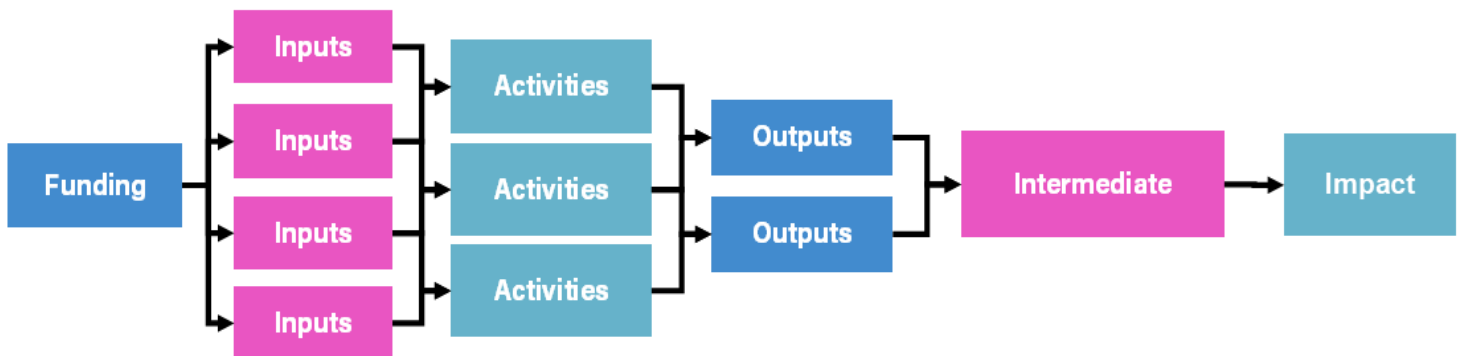 Funding
Inputs
Inputs
Inputs
Inputs
Activities
Activities
Activities
Outputs
Outputs
Intermediate
Impact